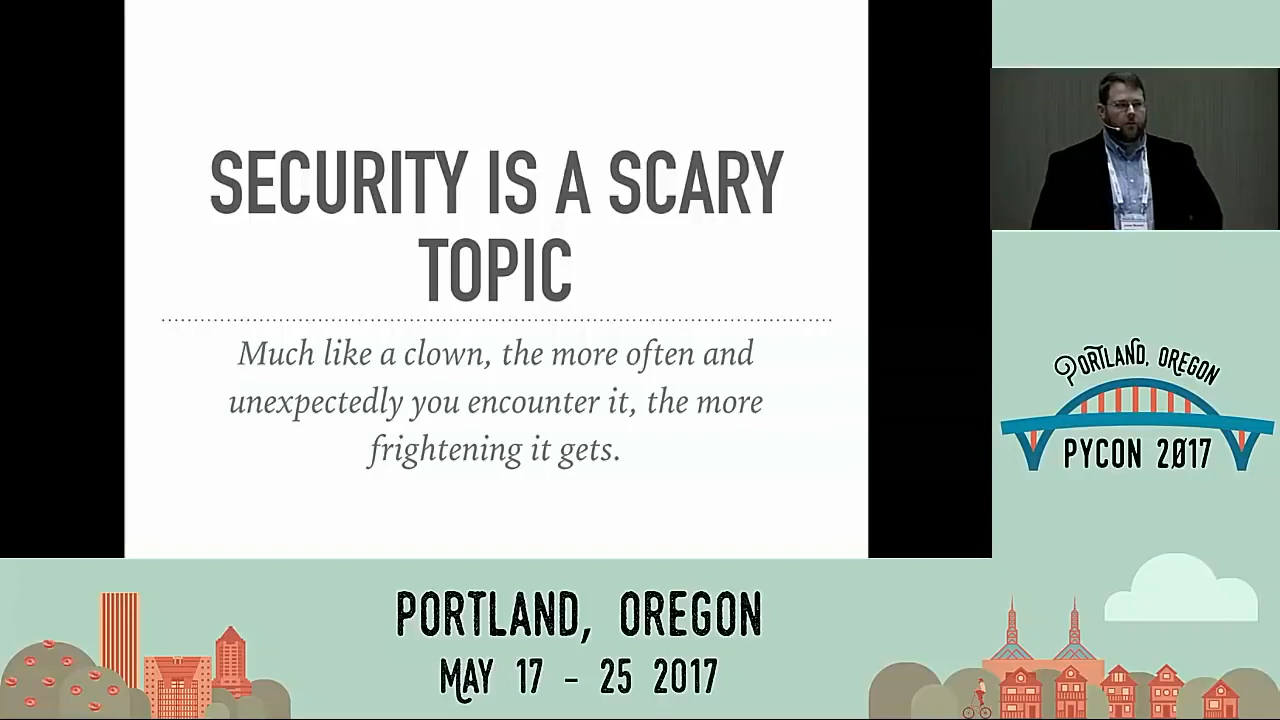 SECURITY IS A SCARY
TOPIC
Much like a clown, the more often and
unexpectedly you encounter it, the more
frightening it gets.
PORTLAND, OREGON
PYCON 2017
PORTLAND, OREGON
MAY 17 - 25 2017